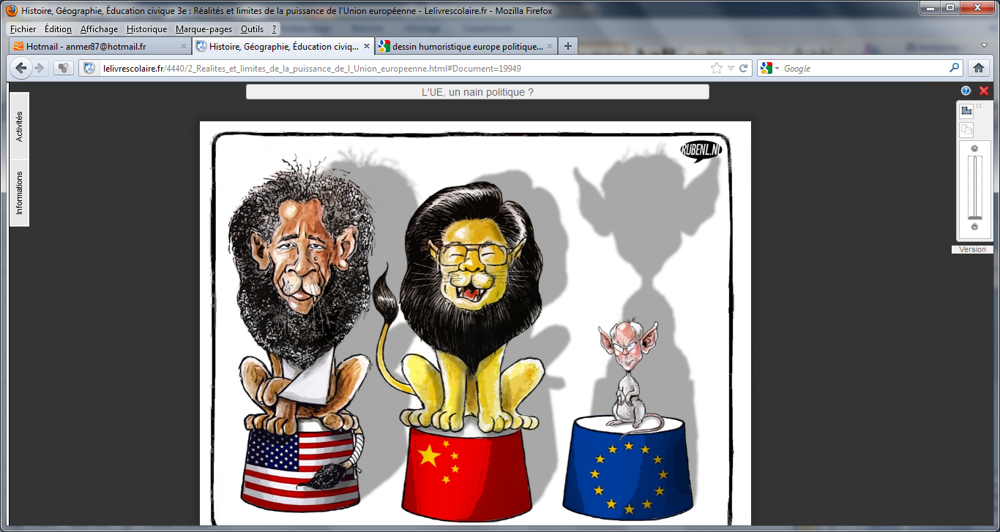 Histoire, Géographie, Éducation civique 3e : Réalités et limites de la puissance de l'Union européenne - Lelivrescolaire.fr - Mozilla Firefox
Fichier Édition Affichage Historique Marque-pages Outils ?
Hotmail - anmer87@hotmail.fr
Histoire, Géographie, Éducation civiq...
dessin humoristique europe politique...
lelivrescolaire.fr/4440/2_Realites_et_limites_de_la_puissance_de_l_Union_europeenne.html#Document=19949
Google
L'UE, un nain politique ?
Activités
Informations
RUBENL.NL
Version